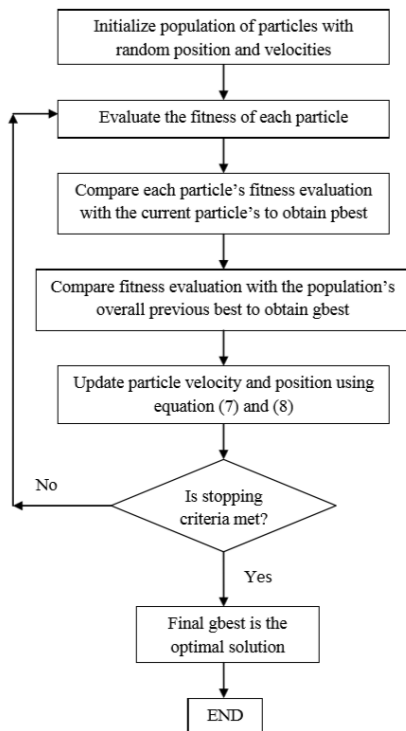 Initialize population of particles with
random position and velocities
Evaluate the fitness of each particle
Compare each particle's fitness evaluation
with the current particle's to obtain pbest
Compare fitness evaluation with the population's
overall previous best to obtain gbest
Update particle velocity and position using
equation (7) and (8)
No
Is stopping
criteria met?
Yes
Final gbest is the
optimal solution
END